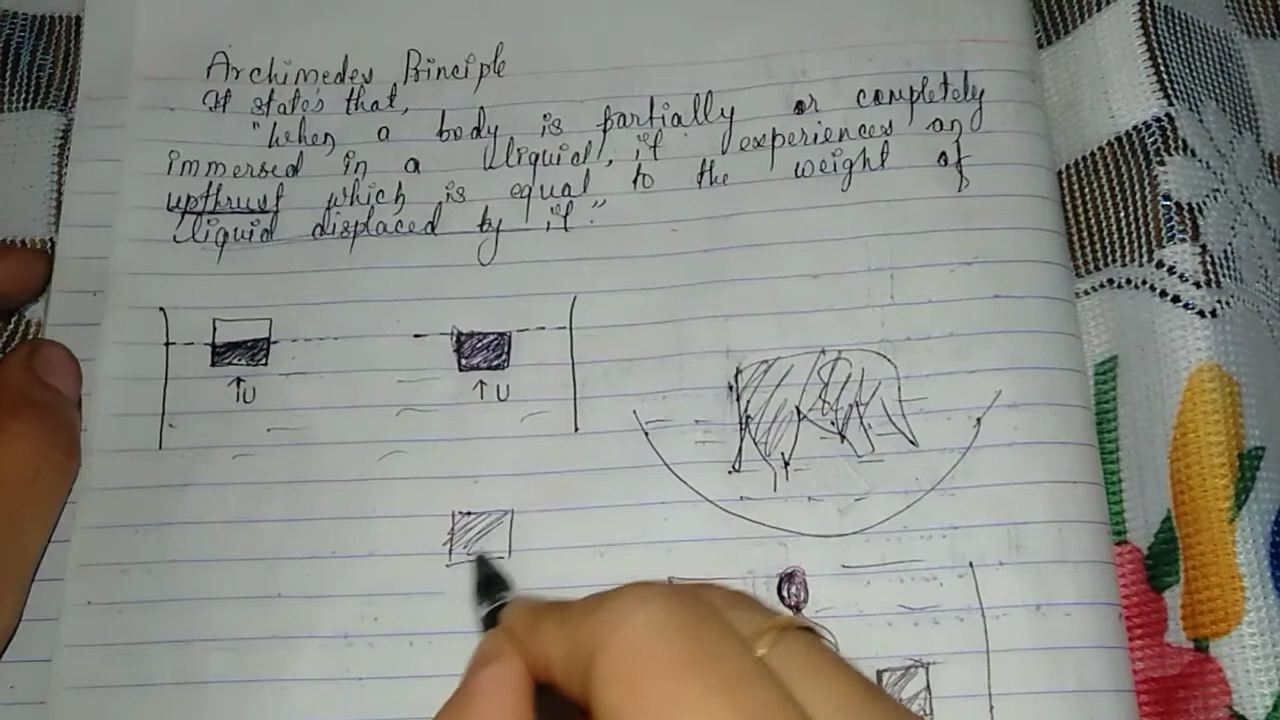 Archimedes Principle
It states that,
"When a body is partially or completely
immersed in a liquid, it experiences an
upthrust which is equal to the weight of
liquid displaced by it."
↑U ↑U